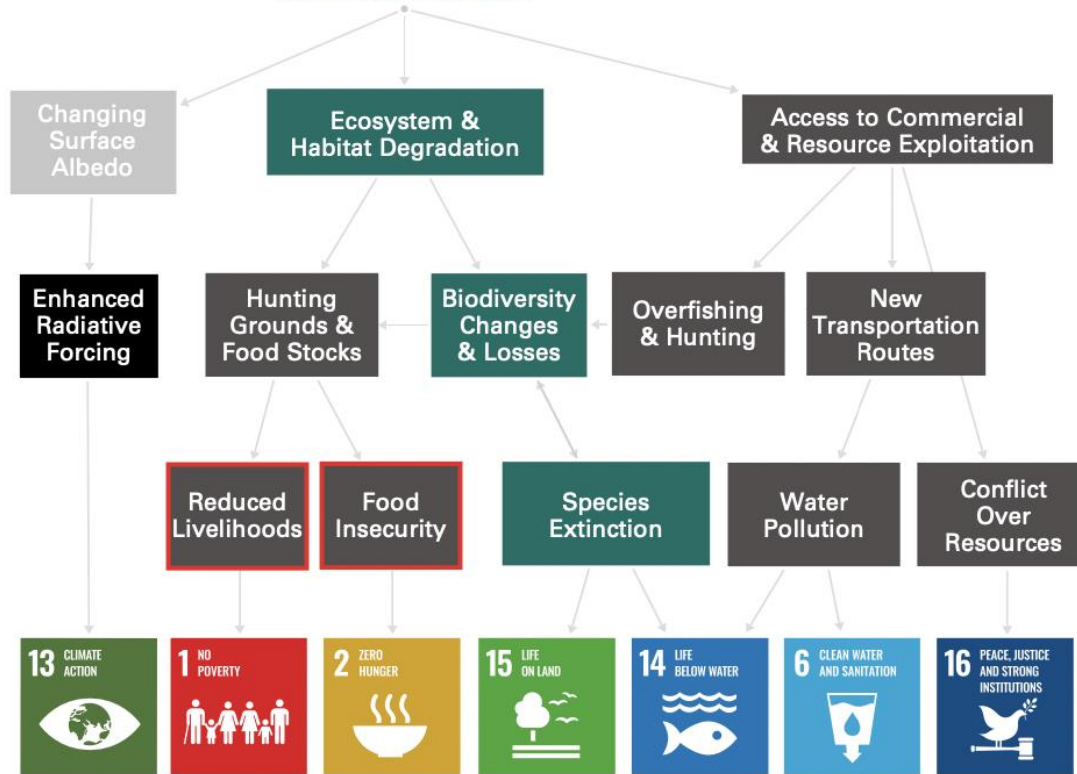 Changing
Surface
Albedo
Ecosystem &
Habitat Degradation
Access to Commercial
& Resource Exploitation
Enhanced
Radiative
Forcing
Hunting
Grounds &
Food Stocks
Biodiversity
Changes
& Losses
Overfishing
& Hunting
New
Transportation
Routes
Reduced
Livelihoods
Food
Insecurity
Species
Extinction
Water
Pollution
Conflict
Over
Resources
13 CLIMATE
ACTION
1 NO
POVERTY
2 ZERO
HUNGER
15 LIFE
ON LAND
14 LIFE
BELOW WATER
6 CLEAN WATER
AND SANITATION
16 PEACE, JUSTICE
AND STRONG
INSTITUTIONS